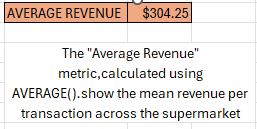 AVERAGE REVENUE $304.25
The "Average Revenue"
metric,calculated using
AVERAGE().show the mean revenue per
transaction across the supermarket